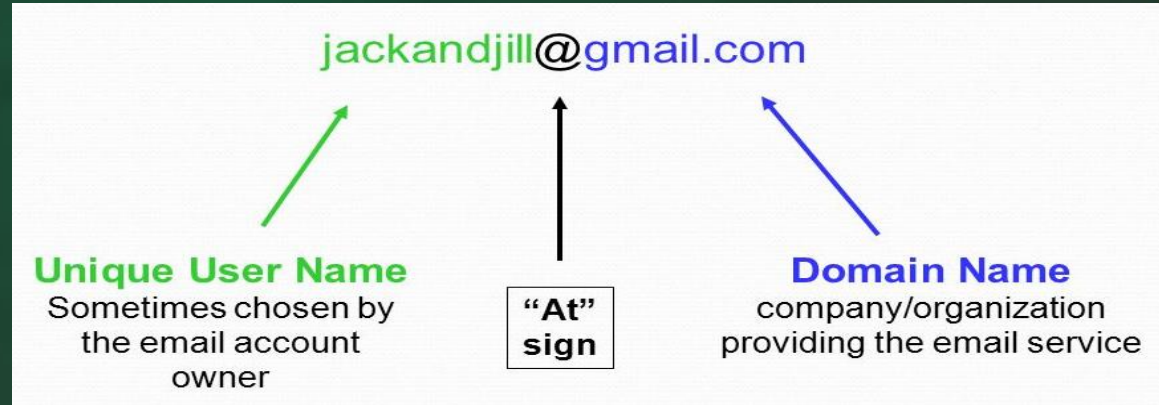 jackandjill@gmail.com
Unique User Name
Sometimes chosen by
the email account
owner
“At”
sign
Domain Name
company/organization
providing the email service